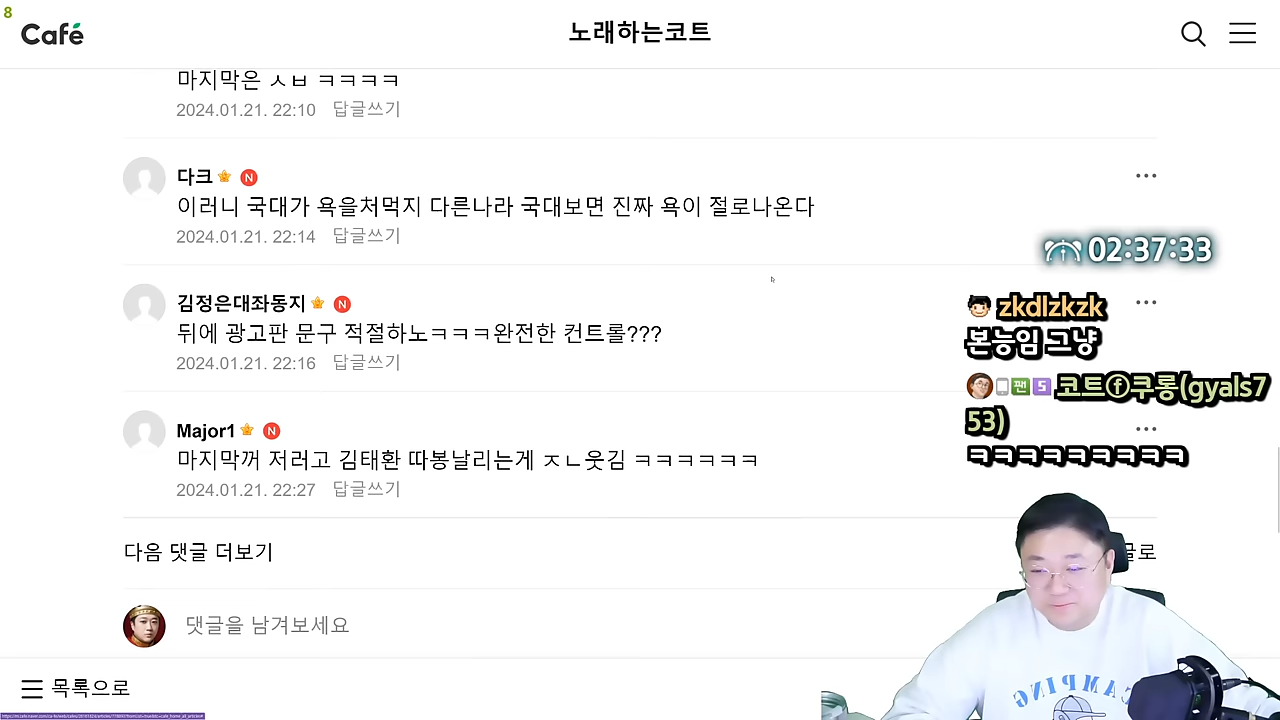 8
Café
노래하는코트
마지막은 ㅅㅂ ㅋㅋㅋㅋ
2024.01.21. 22:10 답글쓰기
다크 N
이러니 국대가 욕을처먹지 다른나라 국대보면 진짜 욕이 절로나온다
2024.01.21. 22:14 답글쓰기
02:37:33
김정은대좌동지 N
뒤에 광고판 문구 적절하노ㅋㅋㅋ완전한 컨트롤???
2024.01.21. 22:16 답글쓰기
zkdlzkzk
본능임 그냥
짼 5 코트ⓕ쿠롱(gyals7
53)
ㅋㅋㅋㅋㅋㅋㅋㅋㅋ
Major1 N
마지막꺼 저러고 김태환 따봉날리는게 ㅈㄴ웃김 ㅋㅋㅋㅋㅋㅋ
2024.01.21. 22:27 답글쓰기
다음 댓글 더보기
글로
댓글을 남겨보세요
CAMPING
목록으로